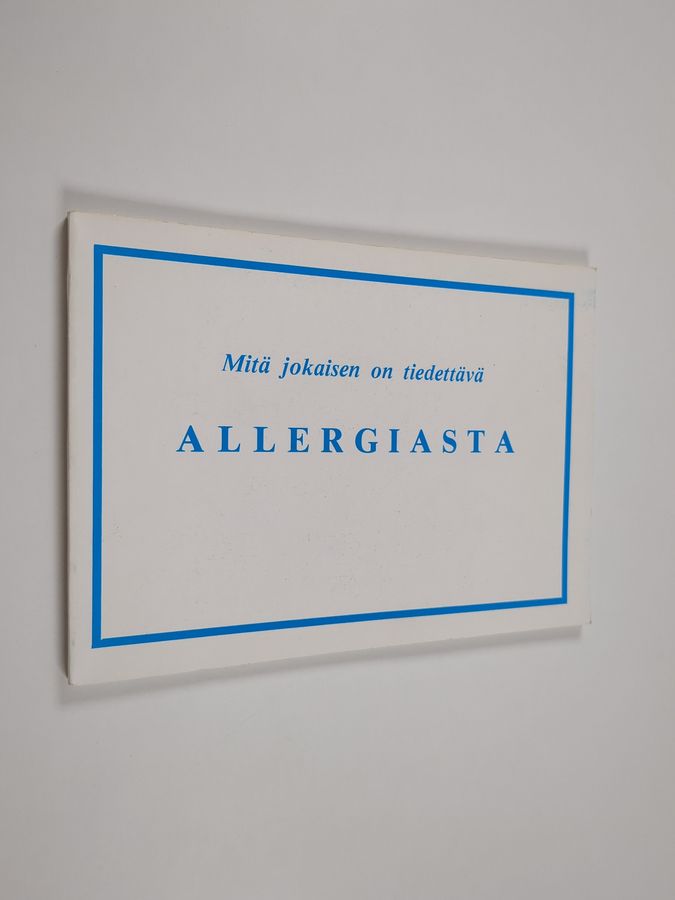 Mitä jokaisen on tiedettävä
ALLERGIASTA